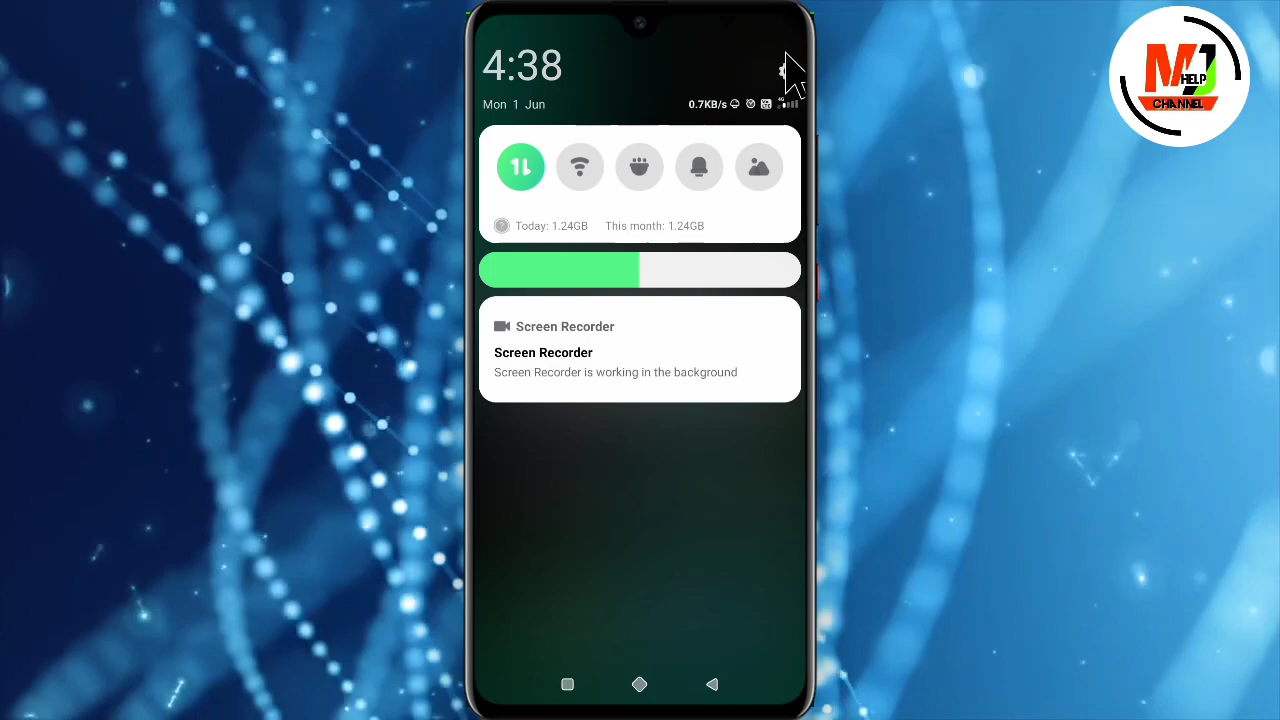 4:38
Mon 1 Jun
0.7KB/s
4G
Today: 1.24GB This month: 1.24GB
Screen Recorder
Screen Recorder
Screen Recorder is working in the background
MJ
HELP
CHANNEL